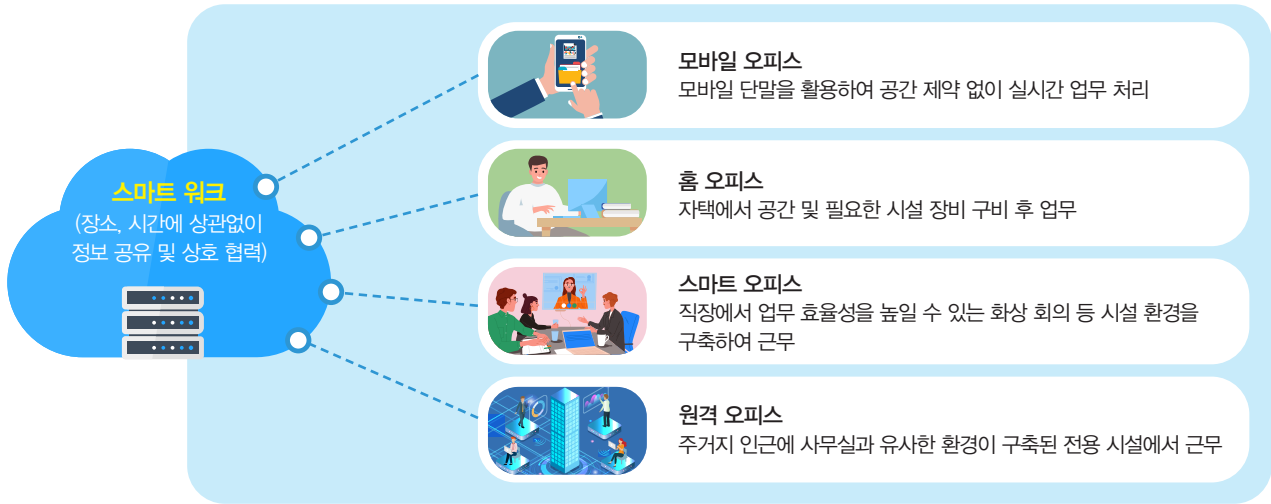 스마트 워크
(장소, 시간에 상관없이
정보 공유 및 상호 협력)
모바일 오피스
모바일 단말을 활용하여 공간 제약 없이 실시간 업무 처리
홈 오피스
자택에서 공간 및 필요한 시설 장비 구비 후 업무
스마트 오피스
직장에서 업무 효율성을 높일 수 있는 화상 회의 등 시설 환경을
구축하여 근무
원격 오피스
주거지 인근에 사무실과 유사한 환경이 구축된 전용 시설에서 근무